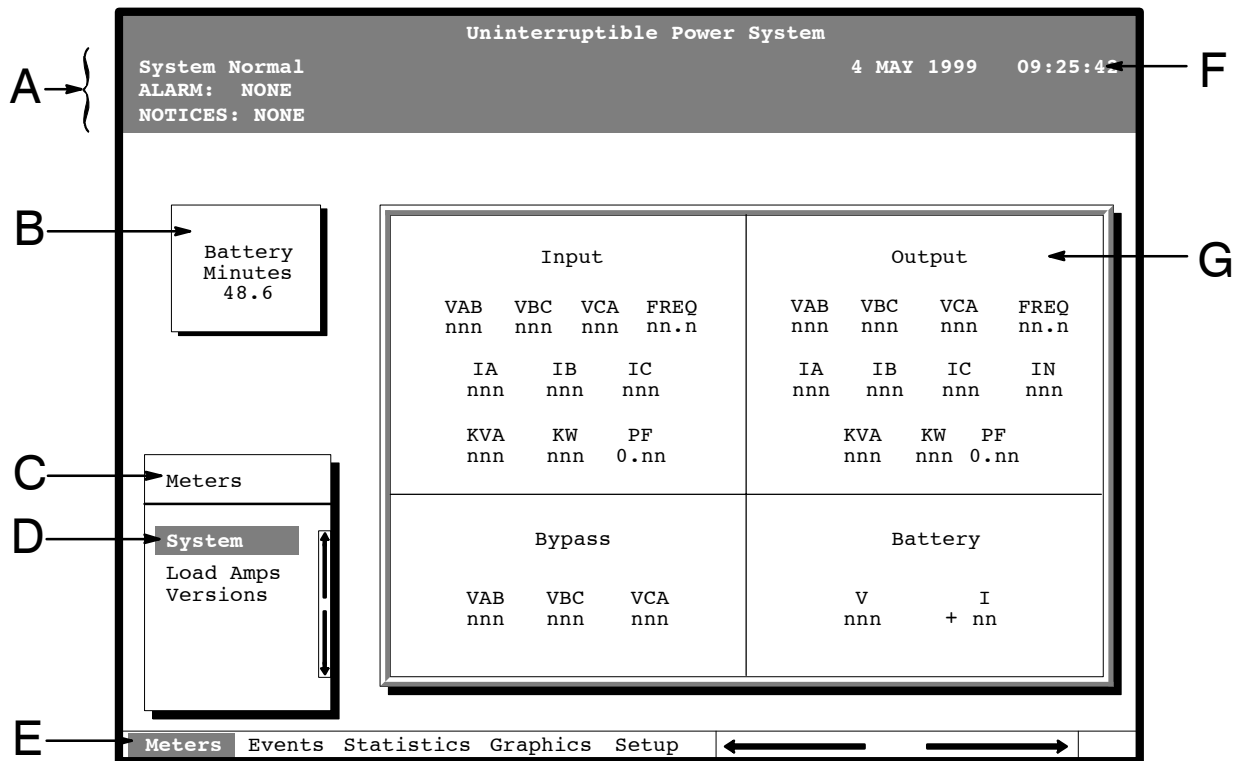 Uninterruptible Power System
System Normal 4 MAY 1999 09:25:42
ALARM: NONE
NOTICES: NONE
A
F
B
Battery
Minutes
48.6
Input
VAB VBC VCA FREQ
nnn nnn nnn nn.n
IA IB IC
nnn nnn nnn
KVA KW PF
nnn nnn 0.nn
Output
VAB VBC VCA FREQ
nnn nnn nnn nn.n
IA IB IC IN
nnn nnn nnn nnn
KVA KW PF
nnn nnn 0.nn
G
C
Meters
D
System
Load Amps
Versions
Bypass
VAB VBC VCA
nnn nnn nnn
Battery
V I
nnn + nn
E
Meters Events Statistics Graphics Setup